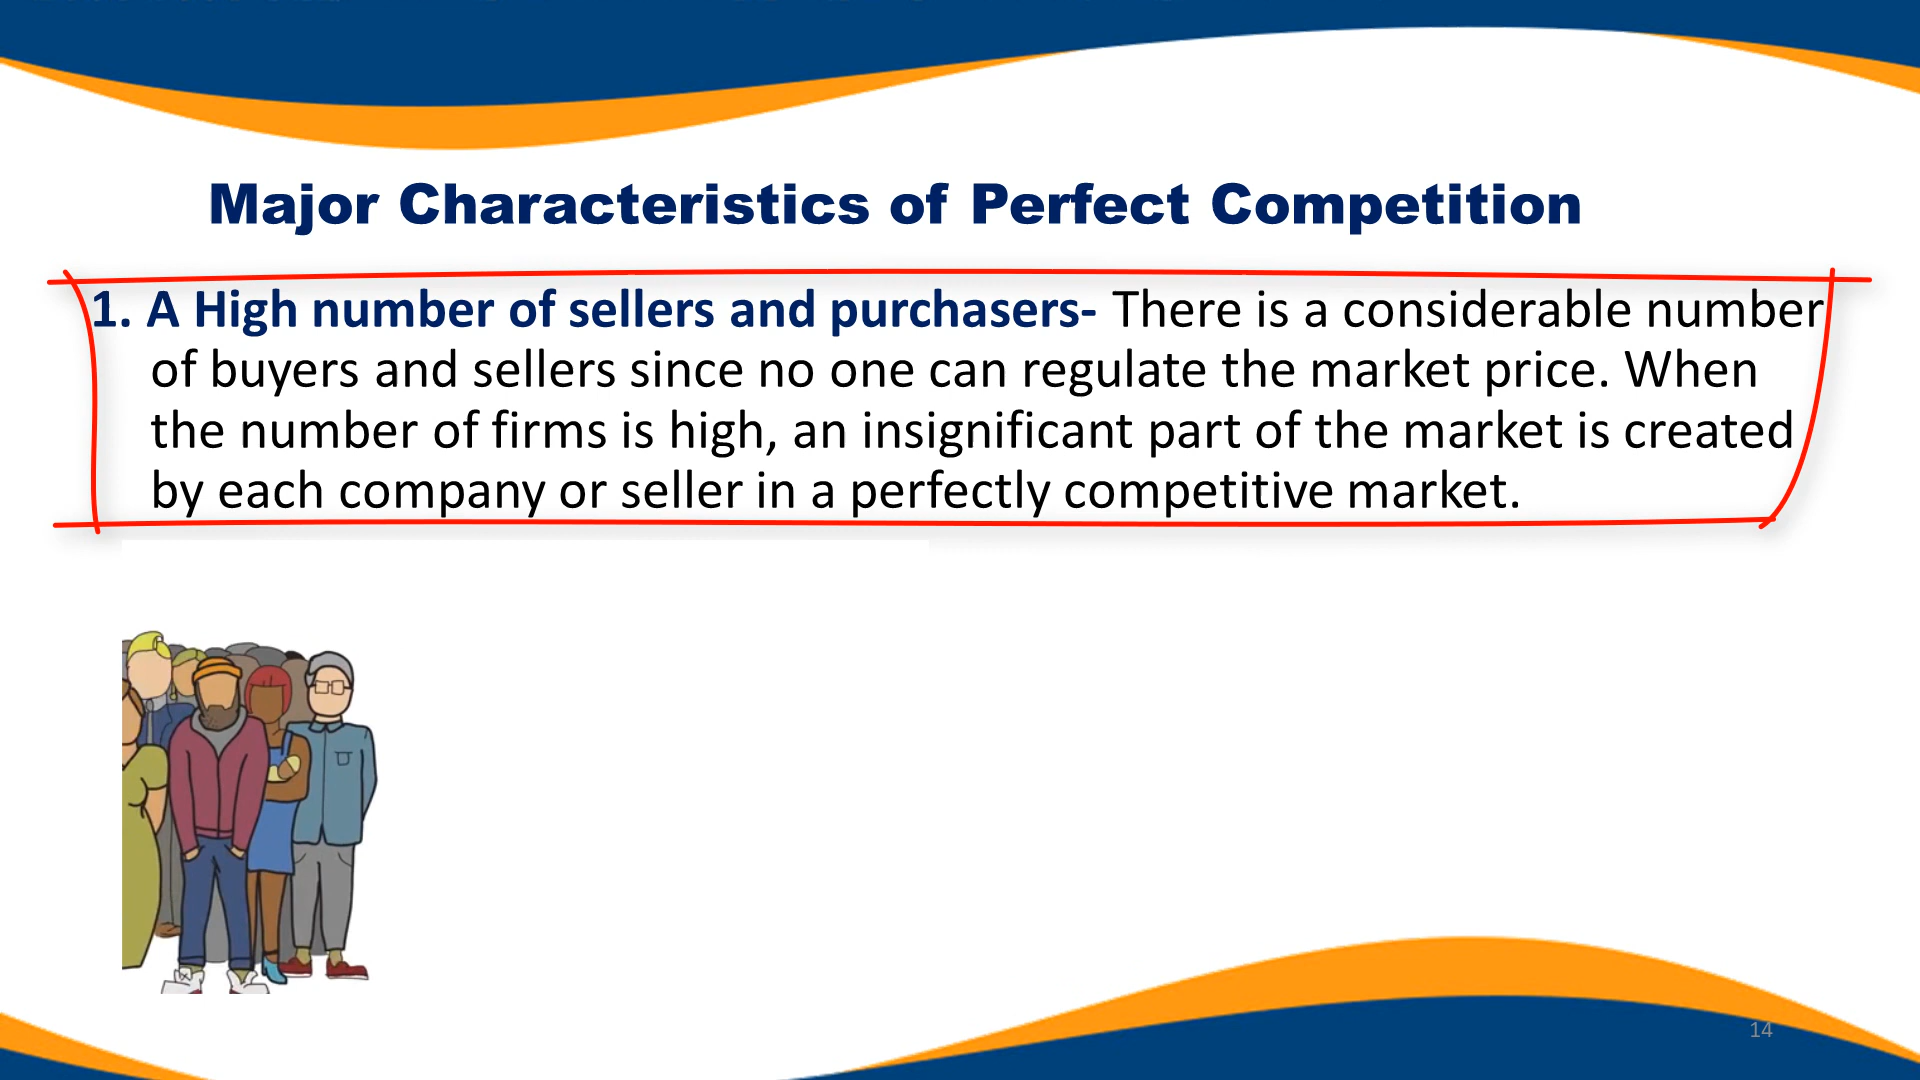 Major Characteristics of Perfect Competition
1. A High number of sellers and purchasers- There is a considerable number
of buyers and sellers since no one can regulate the market price. When
the number of firms is high, an insignificant part of the market is created
by each company or seller in a perfectly competitive market.
14